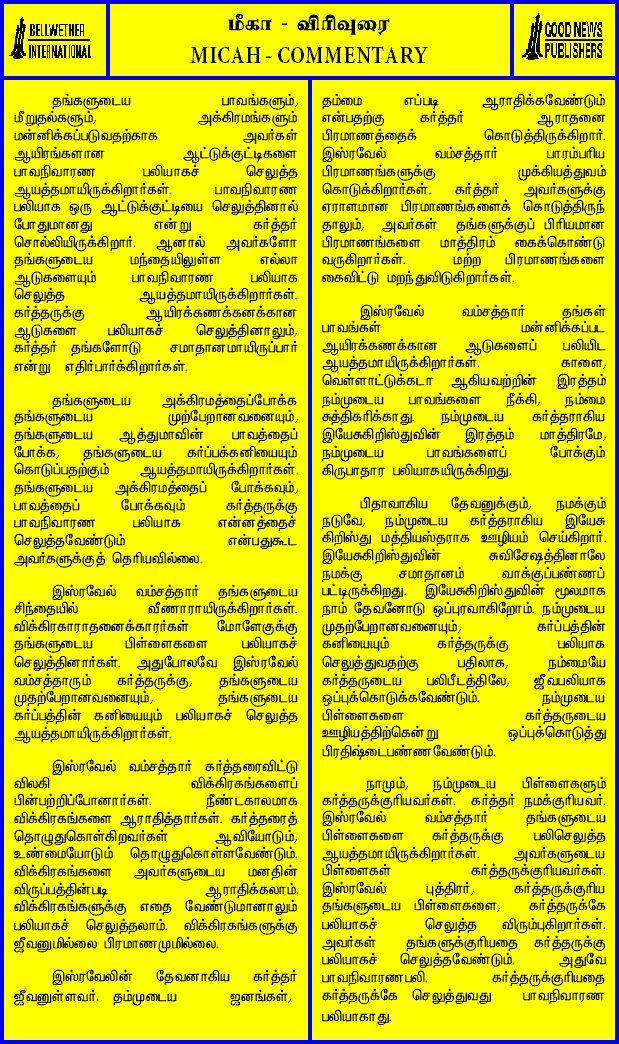 BELLWETHER
INTERNATIONAL
மீகா - விரிவுரை
MICAH - COMMENTARY
GOOD NEWS
PUBLISHERS
தங்களுடைய பாவங்களும்,
மீறுதல்களும், அக்கிரமங்களும்
மன்னிக்கப்படுவதற்காக அவர்கள்
ஆயிரங்களான ஆட்டுக்குட்டிகளை
பாவநிவாரண பலியாகச் செலுத்த
ஆயத்தமாயிருக்கிறார்கள். பாவநிவாரண
பலியாக ஒரு ஆட்டுக்குட்டியை செலுத்தினால்
போதுமானது என்று கர்த்தர்
சொல்லியிருக்கிறார். ஆனால் அவர்களோ
தங்களுடைய மந்தையிலுள்ள எல்லா
ஆடுகளையும் பாவநிவாரண பலியாக
செலுத்த ஆயத்தமாயிருக்கிறார்கள்.
கர்த்தருக்கு ஆயிரக்கணக்கனக்கான
ஆடுகளை பலியாகச் செலுத்தினாலும்,
கர்த்தர் தங்களோடு சமாதானமாயிருப்பார்
என்று எதிர்பார்க்கிறார்கள்.
தங்களுடைய அக்கிரமத்தைப்போக்க
தங்களுடைய முற்பேறானவனையும்,
தங்களுடைய ஆத்துமாவின் பாவத்தைப்
போக்க, தங்களுடைய கர்ப்பக்கனியையும்
கொடுப்பதற்கும் ஆயத்தமாயிருக்கிறார்கள்.
தங்களுடைய அக்கிரமத்தைப் போக்கவும்,
பாவத்தைப் போக்கவும் கர்த்தருக்கு
பாவநிவாரண பலியாக என்னத்தைச்
செலுத்தவேண்டும் என்பதுகூட
அவர்களுக்குத் தெரியவில்லை.
இஸ்ரவேல் வம்சத்தார் தங்களுடைய
சிந்தையில் வீணாராயிருக்கிறார்கள்.
விக்கிரகாராதனைக்காரர்கள் மோளேகுக்கு
தங்களுடைய பிள்ளைகளை பலியாகச்
செலுத்தினார்கள். அதுபோலவே இஸ்ரவேல்
வம்சத்தாரும் கர்த்தருக்கு, தங்களுடைய
முதற்பேறானவனையும், தங்களுடைய
கர்ப்பத்தின் கனியையும் பலியாகச் செலுத்த
ஆயத்தமாயிருக்கிறார்கள்.
இஸ்ரவேல் வம்சத்தார் கர்த்தரைவிட்டு
விலகி விக்கிரகங்களைப்
பின்பற்றிப்போனார்கள். நீண்டகாலமாக
விக்கிரகங்களை ஆராதித்தார்கள். கர்த்தரைத்
தொழுதுகொள்கிறவர்கள் ஆவியோடும்,
உண்மையோடும் தொழுதுகொள்ளவேண்டும்.
விக்கிரகங்களை அவர்களுடைய மனதின்
விருப்பத்தின்படி ஆராதிக்கலாம்.
விக்கிரகங்களுக்கு எதை வேண்டுமானாலும்
பலியாகச் செலுத்தலாம். விக்கிரகங்களுக்கு
ஜீவனுமில்லை பிரமாணமுமில்லை.
இஸ்ரவேலின் தேவனாகிய கர்த்தர்
ஜீவனுள்ளவர். தம்முடைய ஜனங்கள்,
தம்மை எப்படி ஆராதிக்கவேண்டும்
என்பதற்கு கர்த்தர் ஆராதனை
பிரமாணத்தைக் கொடுத்திருக்கிறார்.
இஸ்ரவேல் வம்சத்தார் பாரம்பரிய
பிரமாணங்களுக்கு முக்கியத்துவம்
கொடுக்கிறார்கள். கர்த்தர் அவர்களுக்கு
ஏராளமான பிரமாணங்களைக் கொடுத்திருந்
தாலும், அவர்கள் தங்களுக்குப் பிரியமான
பிரமாணங்களை மாத்திரம் கைக்கொண்டு
வருகிறார்கள். மற்ற பிரமாணங்களை
கைவிட்டு மறந்துவிடுகிறார்கள்.
இஸ்ரவேல் வம்சத்தார் தங்கள்
பாவங்கள் மன்னிக்கப்பட
ஆயிரக்கணக்கான ஆடுகளைப் பலியிட
ஆயத்தமாயிருக்கிறார்கள். காளை,
வெள்ளாட்டுக்கடா ஆகியவற்றின் இரத்தம்
நம்முடைய பாவங்களை நீக்கி, நம்மை
சுத்திகரிக்காது. நம்முடைய கர்த்தராகிய
இயேசுகிறிஸ்துவின் இரத்தம் மாத்திரமே,
நம்முடைய பாவங்களைப் போக்கும்
கிருபாதார பலியாகயிருக்கிறது.
பிதாவாகிய தேவனுக்கும், நமக்கும்
நடுவே, நம்முடைய கர்த்தராகிய இயேசு
கிறிஸ்து மத்தியஸ்தராக ஊழியம் செய்கிறார்.
இயேசுகிறிஸ்துவின் சுவிசேஷத்தினாலே
நமக்கு சமாதானம் வாக்குப்பண்ணப்
பட்டிருக்கிறது. இயேசுகிறிஸ்துவின் மூலமாக
நாம் தேவனோடு ஒப்புரவாகிறோம். நம்முடைய
முதற்பேறானவனையும், கர்ப்பத்தின்
கனியையும் கர்த்தருக்கு பலியாக
செலுத்துவதற்கு பதிலாக, நம்மையே
கர்த்தருடைய பலிபீடத்திலே, ஜீவபலியாக
ஒப்புக்கொடுக்கவேண்டும். நம்முடைய
பிள்ளைகளை கர்த்தருடைய
ஊழியத்திற்கென்று ஒப்புக்கொடுத்து
பிரதிஷ்டைபண்ணவேண்டும்.
நாமும், நம்முடைய பிள்ளைகளும்
கர்த்தருக்குரியவர்கள். கர்த்தர் நமக்குரியவர்.
இஸ்ரவேல் வம்சத்தார் தங்களுடைய
பிள்ளைகளை கர்த்தருக்கு பலிசெலுத்த
ஆயத்தமாயிருக்கிறார்கள். அவர்களுடைய
பிள்ளைகள் கர்த்தருக்குரியவர்கள்.
இஸ்ரவேல் புத்திரர், கர்த்தருக்குரிய
தங்களுடைய பிள்ளைகளை, கர்த்தருக்கே
பலியாகச் செலுத்த விரும்புகிறார்கள்.
அவர்கள் தங்களுக்குரியதை கர்த்தருக்கு
பலியாகச் செலுத்தவேண்டும். அதுவே
பாவநிவாரணபலி. கர்த்தருக்குரியதை
கர்த்தருக்கே செலுத்துவது பாவநிவாரண
பலியாகாது.